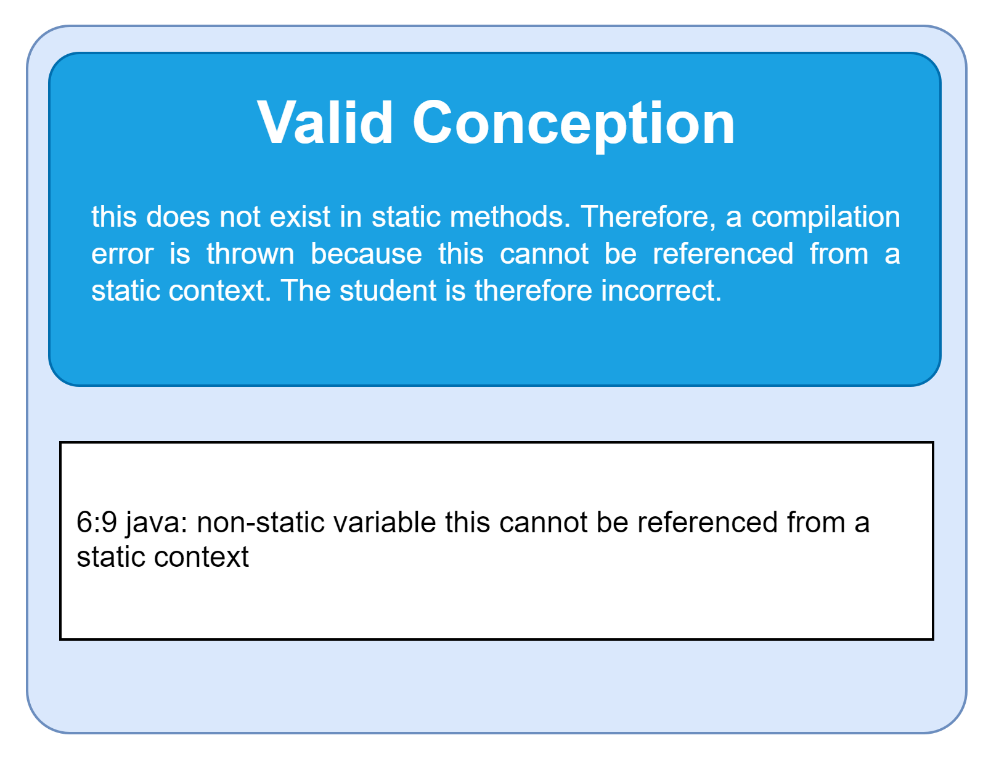 Valid Conception
this does not exist in static methods. Therefore, a compilation
error is thrown because this cannot be referenced from a
static context. The student is therefore incorrect.
6:9 java: non-static variable this cannot be referenced from a
static context